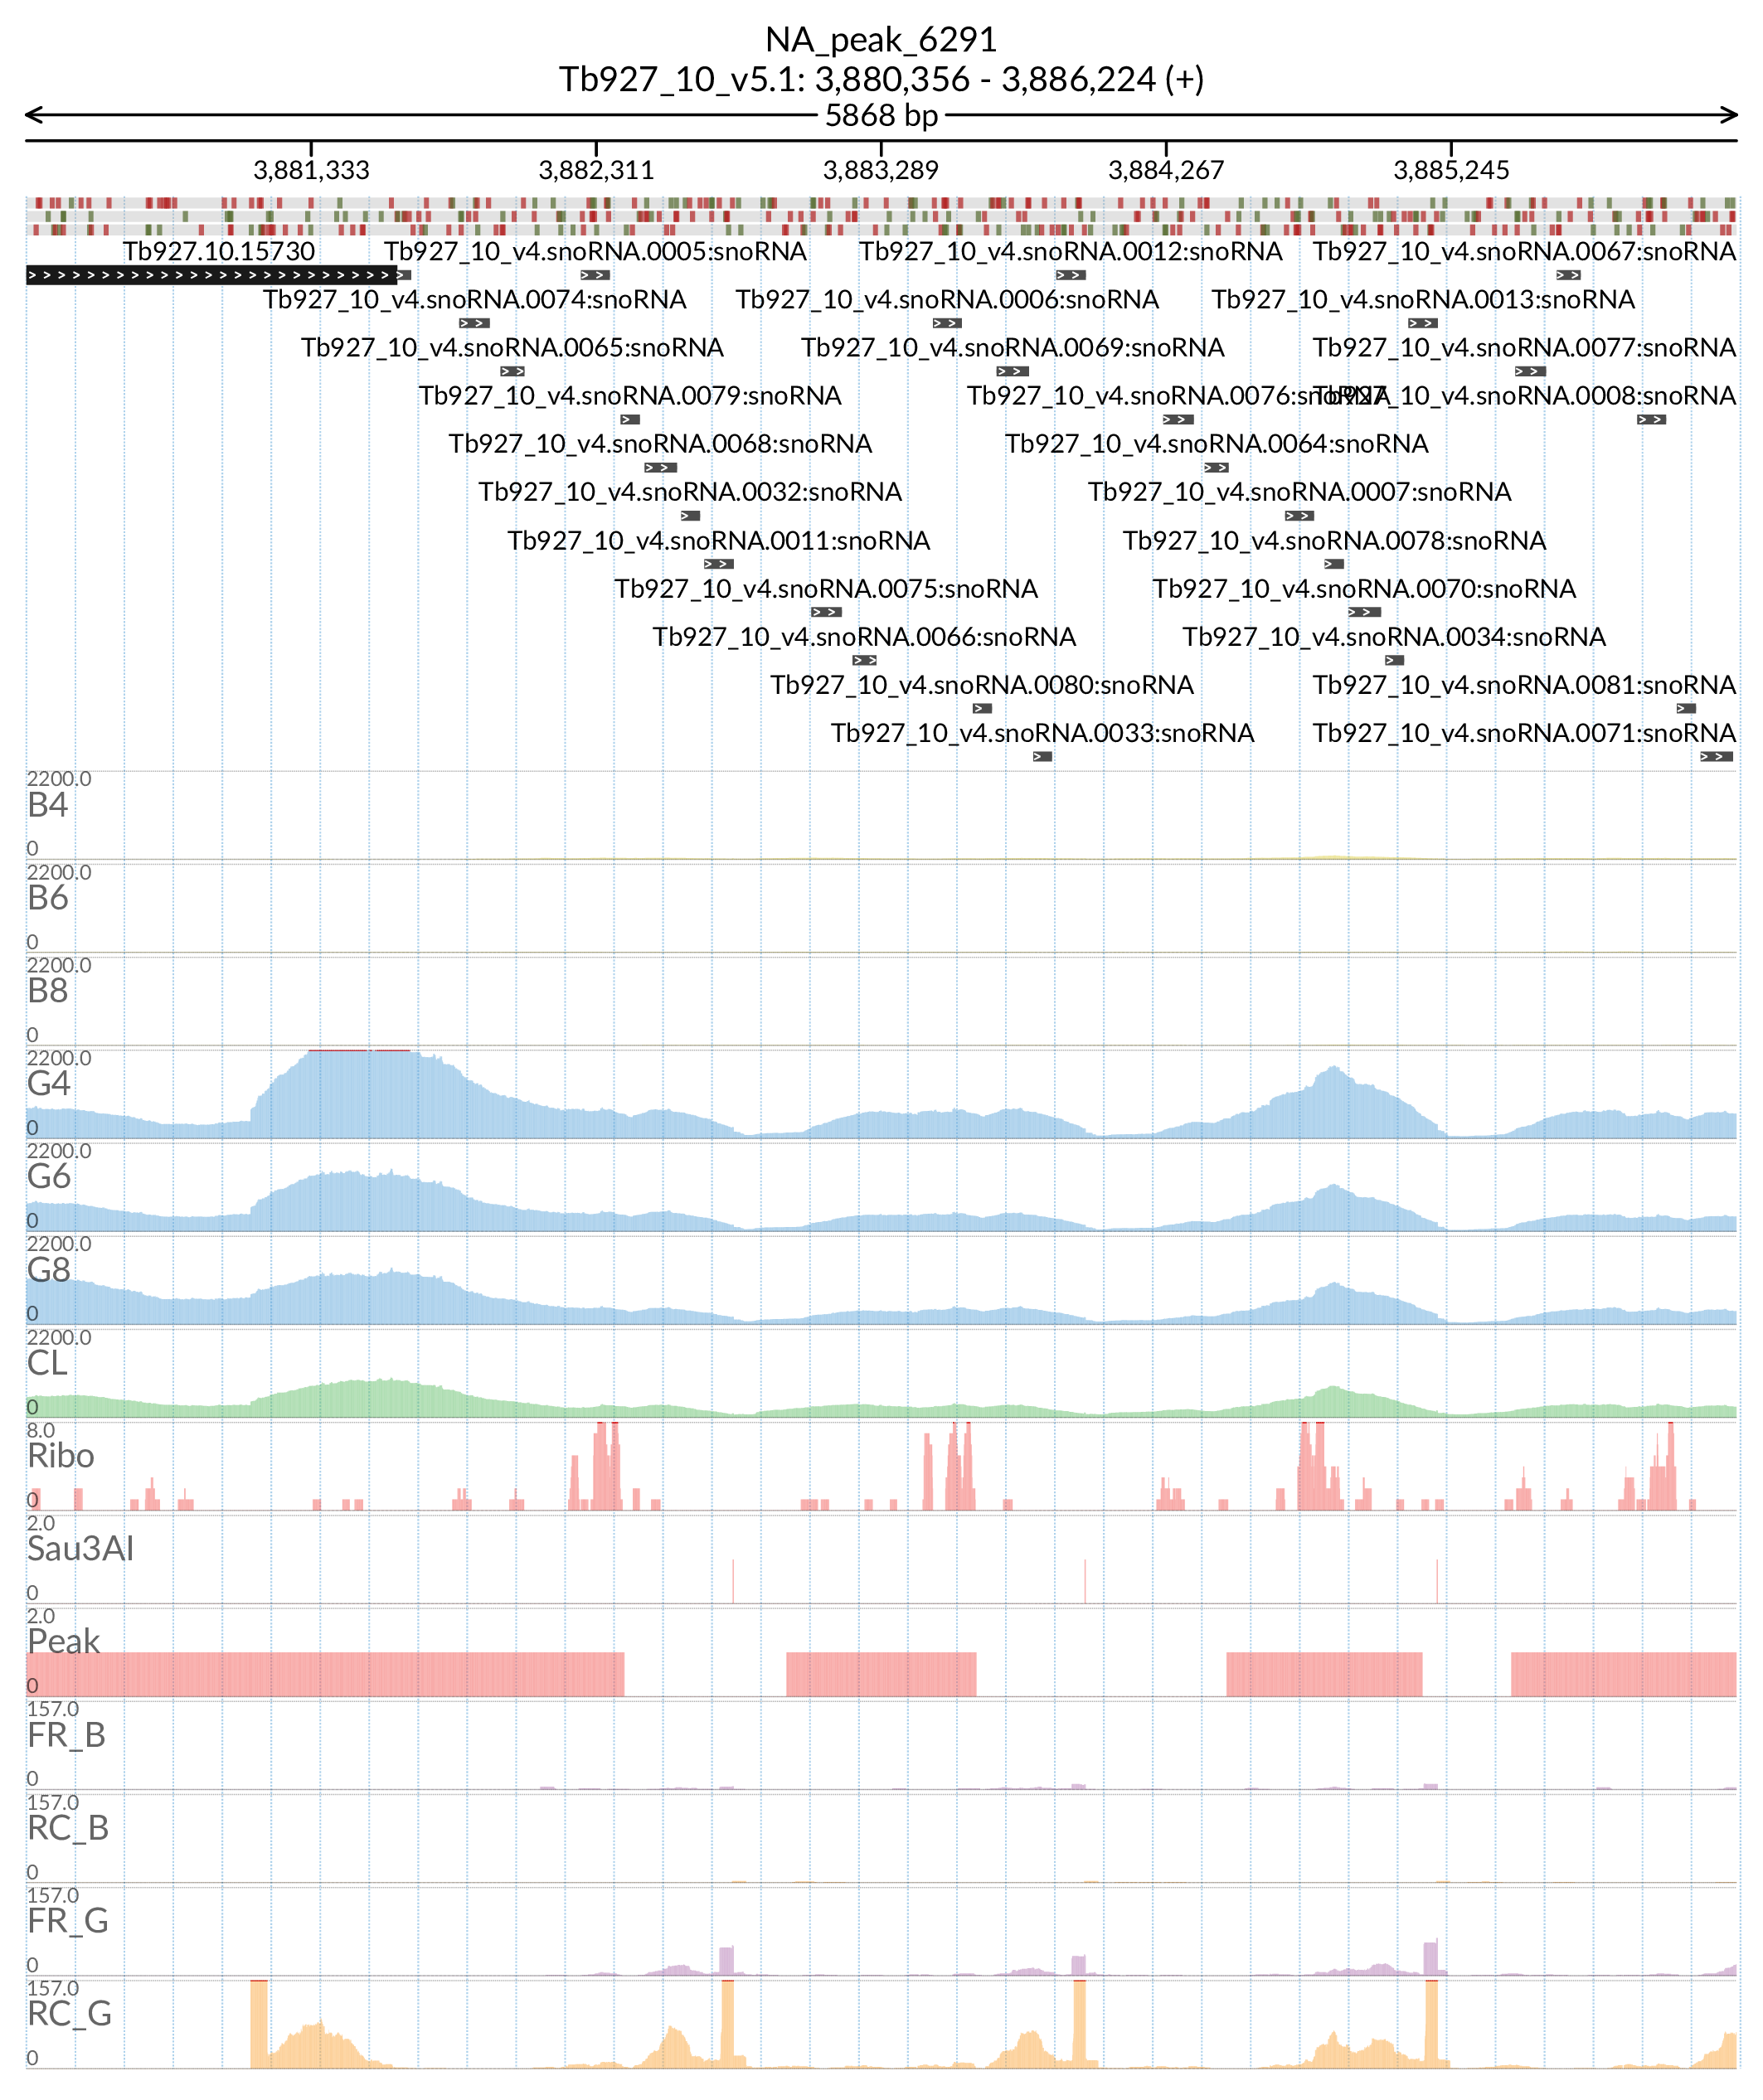 NA_peak_6291
Tb927_10_v5.1: 3,880,356 - 3,886,224 (+)
5868 bp
3,881,333 3,882,311 3,883,289 3,884,267 3,885,245
Tb927.10.15730 Tb927_10_v4.snoRNA.0005:snoRNA Tb927_10_v4.snoRNA.0012:snoRNA Tb927_10_v4.snoRNA.0067:snoRNA
Tb927_10_v4.snoRNA.0074:snoRNA Tb927_10_v4.snoRNA.0006:snoRNA Tb927_10_v4.snoRNA.0013:snoRNA
Tb927_10_v4.snoRNA.0065:snoRNA Tb927_10_v4.snoRNA.0069:snoRNA Tb927_10_v4.snoRNA.0077:snoRNA
Tb927_10_v4.snoRNA.0079:snoRNA Tb927_10_v4.snoRNA.0076:snoRNA Tb927_10_v4.snoRNA.0008:snoRNA
Tb927_10_v4.snoRNA.0068:snoRNA Tb927_10_v4.snoRNA.0064:snoRNA
Tb927_10_v4.snoRNA.0032:snoRNA Tb927_10_v4.snoRNA.0007:snoRNA
Tb927_10_v4.snoRNA.0011:snoRNA Tb927_10_v4.snoRNA.0078:snoRNA
Tb927_10_v4.snoRNA.0075:snoRNA Tb927_10_v4.snoRNA.0070:snoRNA
Tb927_10_v4.snoRNA.0066:snoRNA Tb927_10_v4.snoRNA.0034:snoRNA
Tb927_10_v4.snoRNA.0080:snoRNA Tb927_10_v4.snoRNA.0081:snoRNA
Tb927_10_v4.snoRNA.0033:snoRNA Tb927_10_v4.snoRNA.0071:snoRNA
2200.0
B4
0
2200.0
B6
0
2200.0
B8
0
2200.0
G4
0
2200.0
G6
0
2200.0
G8
0
2200.0
CL
0
8.0
Ribo
0
2.0
Sau3AI
0
2.0
Peak
0
157.0
FR_B
0
157.0
RC_B
0
157.0
FR_G
0
157.0
RC_G
0